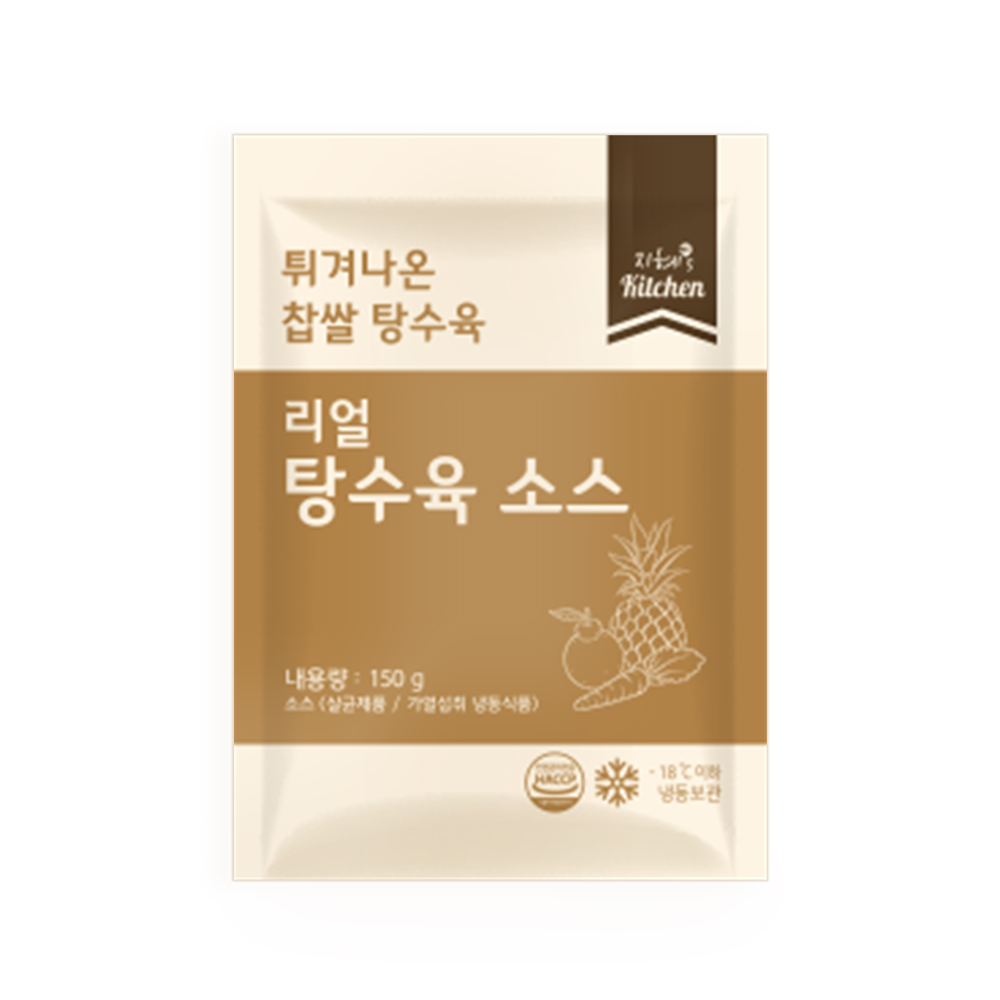 튀겨나온
찹쌀 탕수육
Kitchen
리얼
탕수육 소스
내용량 : 150 g
소스 (살균제품 / 가열섭취 냉동식품)
HACCP
- 18℃ 이하
냉동보관